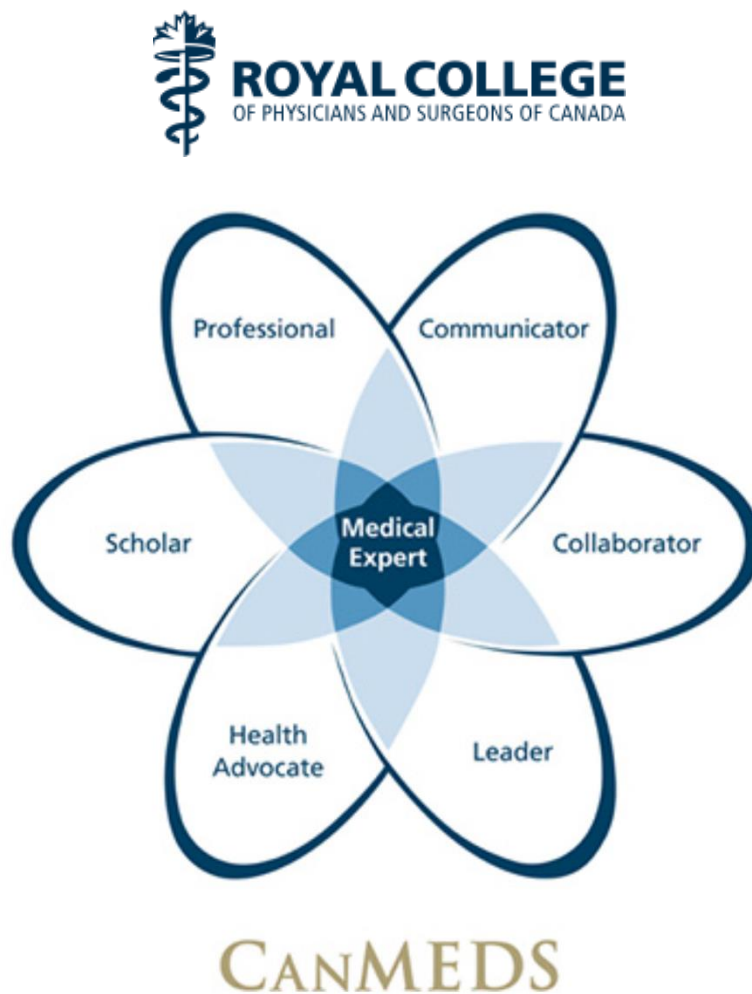 ROYAL COLLEGE
OF PHYSICIANS AND SURGEONS OF CANADA
Professional
Communicator
Scholar
Medical
Expert
Collaborator
Health
Advocate
Leader
CANMEDS